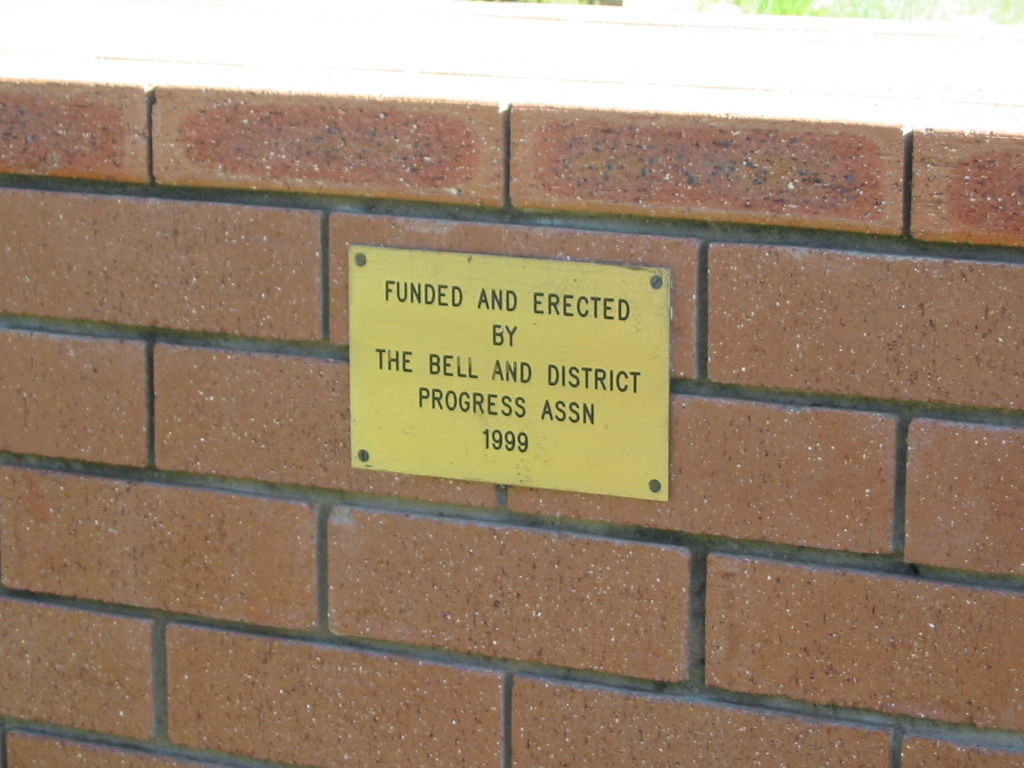 FUNDED AND ERECTED
BY
THE BELL AND DISTRICT
PROGRESS ASSN
1999